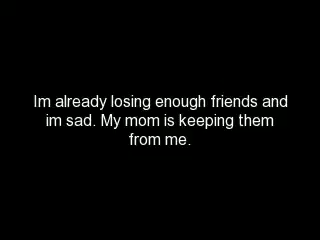 Im already losing enough friends and
im sad. My mom is keeping them
from me.